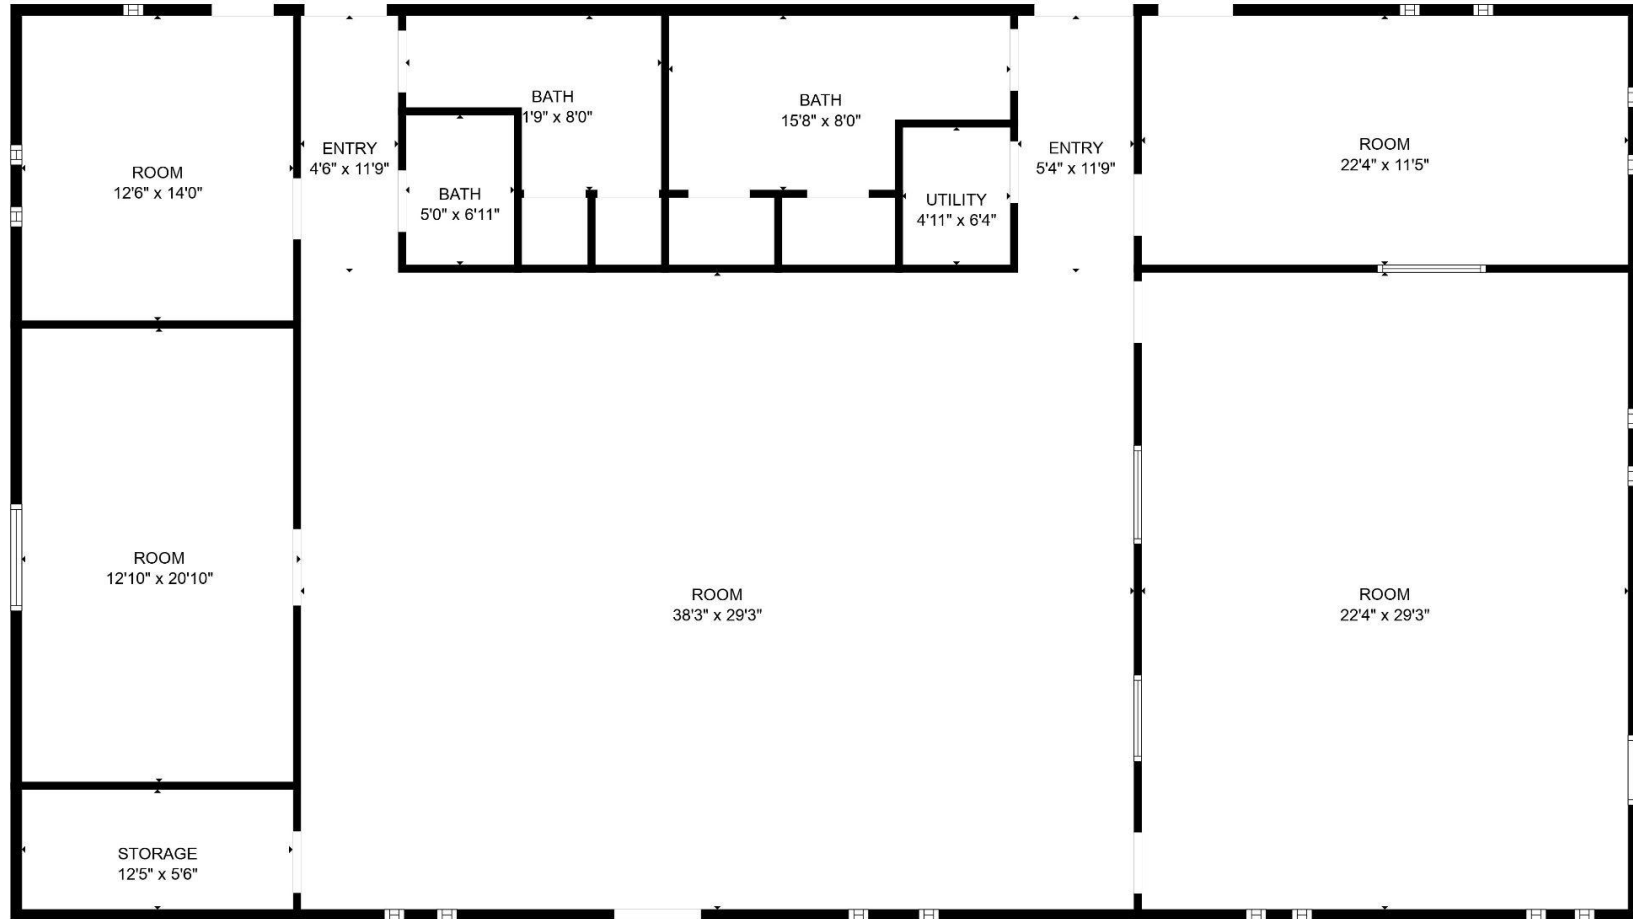 BATH
1'9" x 8'0"
BATH
15'8" x 8'0"
ENTRY
4'6" x 11'9"
ENTRY
5'4" x 11'9"
ROOM
22'4" x 11'5"
ROOM
12'6" x 14'0"
BATH
5'0" x 6'11"
UTILITY
4'11" x 6'4"
ROOM
12'10" x 20'10"
ROOM
38'3" x 29'3"
ROOM
22'4" x 29'3"
STORAGE
12'5" x 5'6"